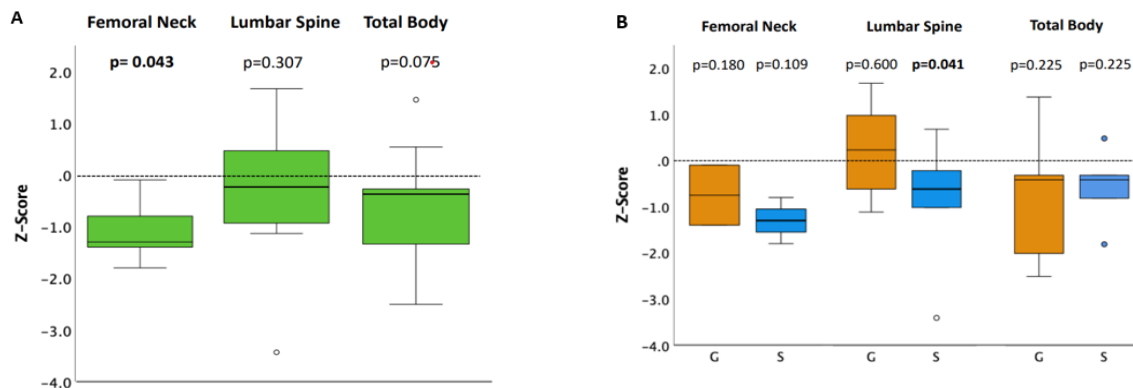 A
Femoral Neck Lumbar Spine Total Body
p= 0.043 p=0.307 p=0.075
2.0
1.0
.0
-1.0
-2.0
-3.0
-4.0
Z-Score
B
Femoral Neck Lumbar Spine Total Body
p=0.180 p=0.109 p=0.600 p=0.041 p=0.225 p=0.225
2.0
1.0
.0
-1.0
-2.0
-3.0
-4.0
Z-Score
G S G S G S